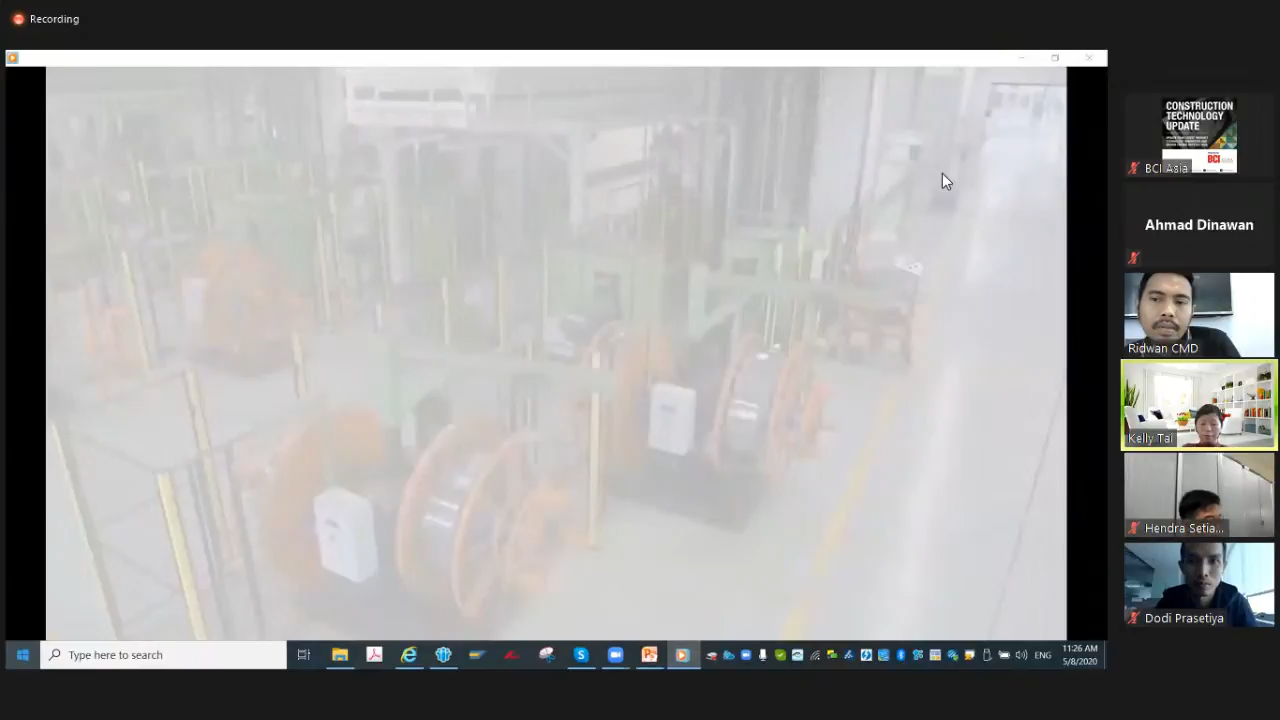 Recording
CONSTRUCTION
TECHNOLOGY
UPDATE
BCI
BCI Asia
Ahmad Dinawan
Ridwan CMD
Kelly Tai
Hendra Setia...
Dodi Prasetiya
Type here to search
ENG
11:26 AM
5/8/2020